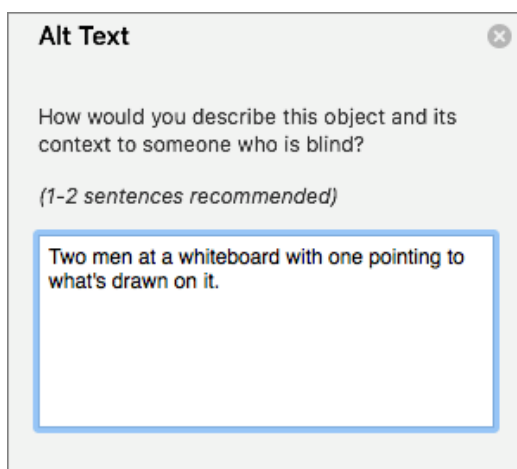 Alt Text
How would you describe this object and its
context to someone who is blind?
(1-2 sentences recommended)
Two men at a whiteboard with one pointing to
what's drawn on it.